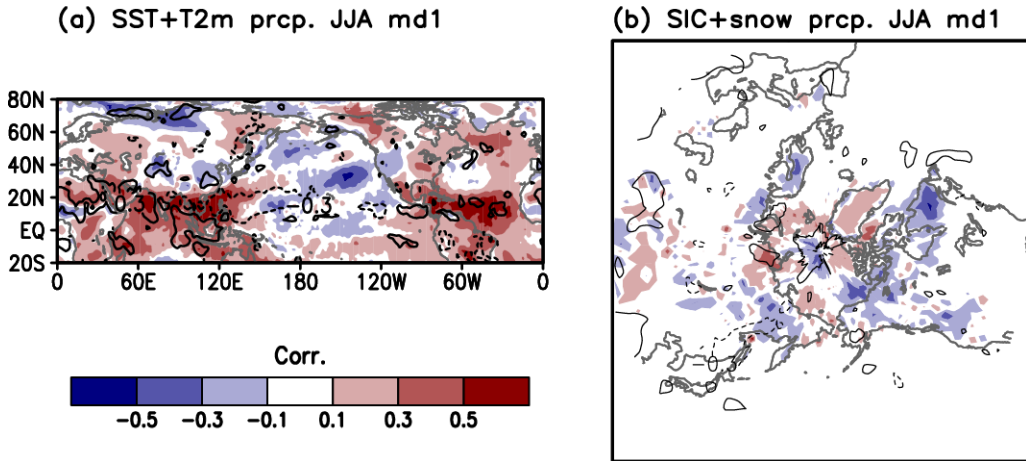 (a) SST+T2m prcp. JJA md1
80N
60N
40N
20N
EQ
20S
0 60E 120E 180 120W 60W 0
0.3
-0.3
Corr.
-0.5 -0.3 -0.1 0.1 0.3 0.5
(b) SIC+snow prcp. JJA md1